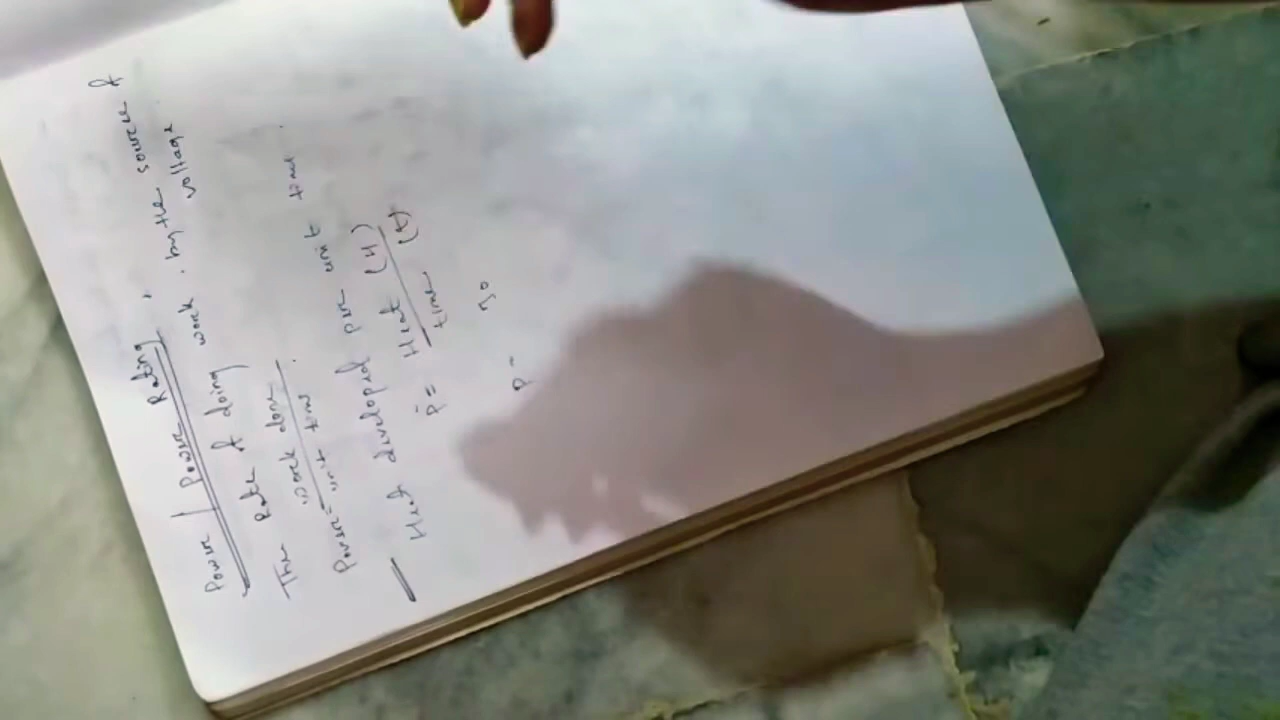 Power / Power Rating,
The Rate of doing work. by the source of
voltage
Power = work done
unit time.
Heat developed per unit time.
P = Heat (H)
time (t)
So
P -